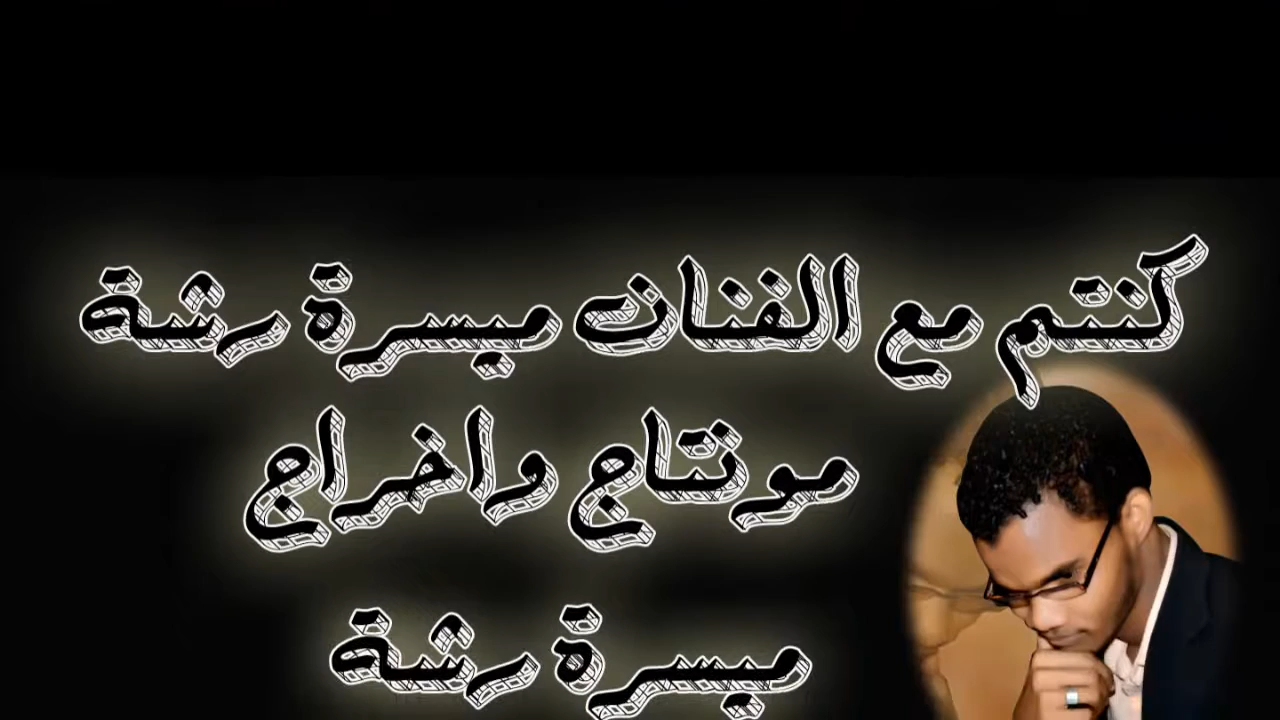 كنتم مع الفنان ميسرة رشة
مونتاج واخراج
ميسرة رشة